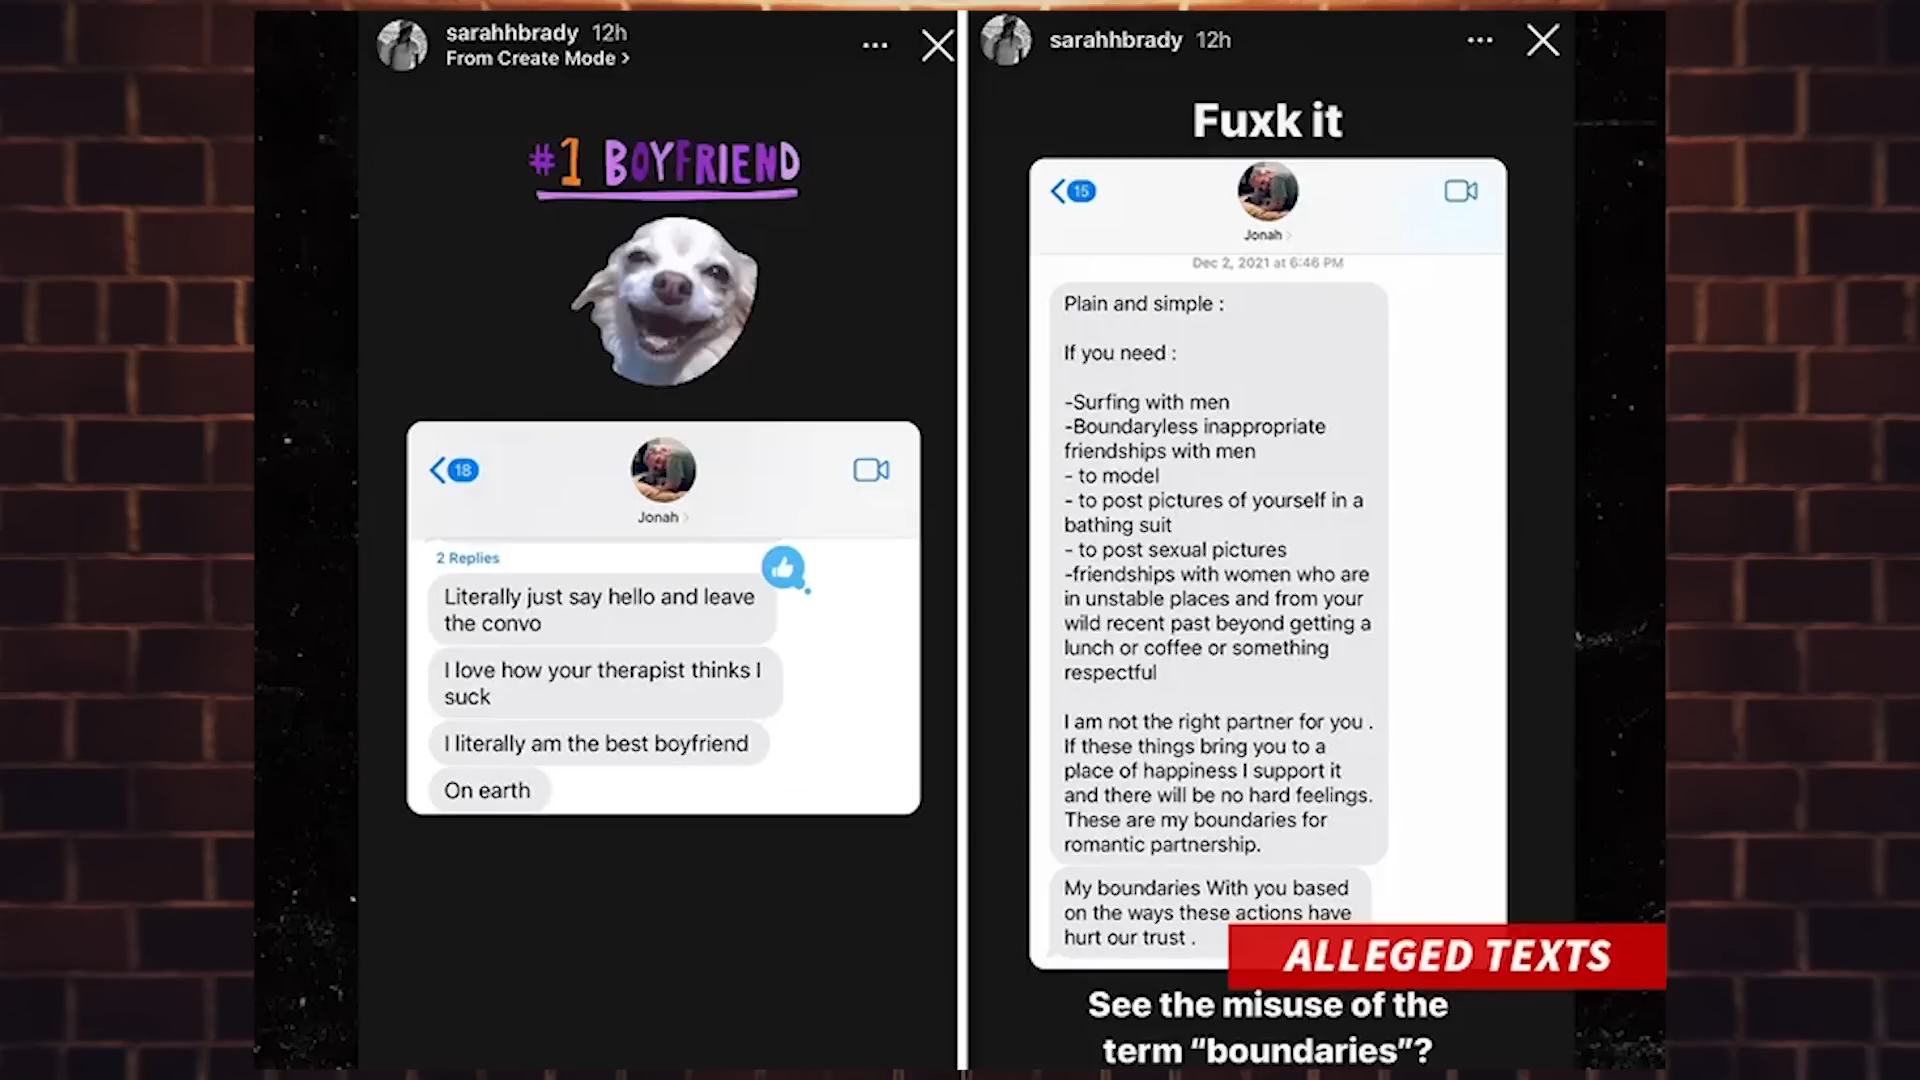 sarahhbrady 12h
From Create Mode >
#1 BOYFRIEND
18
Jonah >
2 Replies
Literally just say hello and leave
the convo
I love how your therapist thinks I
suck
I literally am the best boyfriend
On earth
sarahhbrady 12h
Fuxk it
15
Jonah >
Dec 2, 2021 at 6:46 PM
Plain and simple :
If you need :
-Surfing with men
-Boundaryless inappropriate
friendships with men
- to model
- to post pictures of yourself in a
bathing suit
- to post sexual pictures
-friendships with women who are
in unstable places and from your
wild recent past beyond getting a
lunch or coffee or something
respectful
I am not the right partner for you .
If these things bring you to a
place of happiness I support it
and there will be no hard feelings.
These are my boundaries for
romantic partnership.
My boundaries With you based
on the ways these actions have
hurt our trust .
ALLEGED TEXTS
See the misuse of the
term “boundaries”?